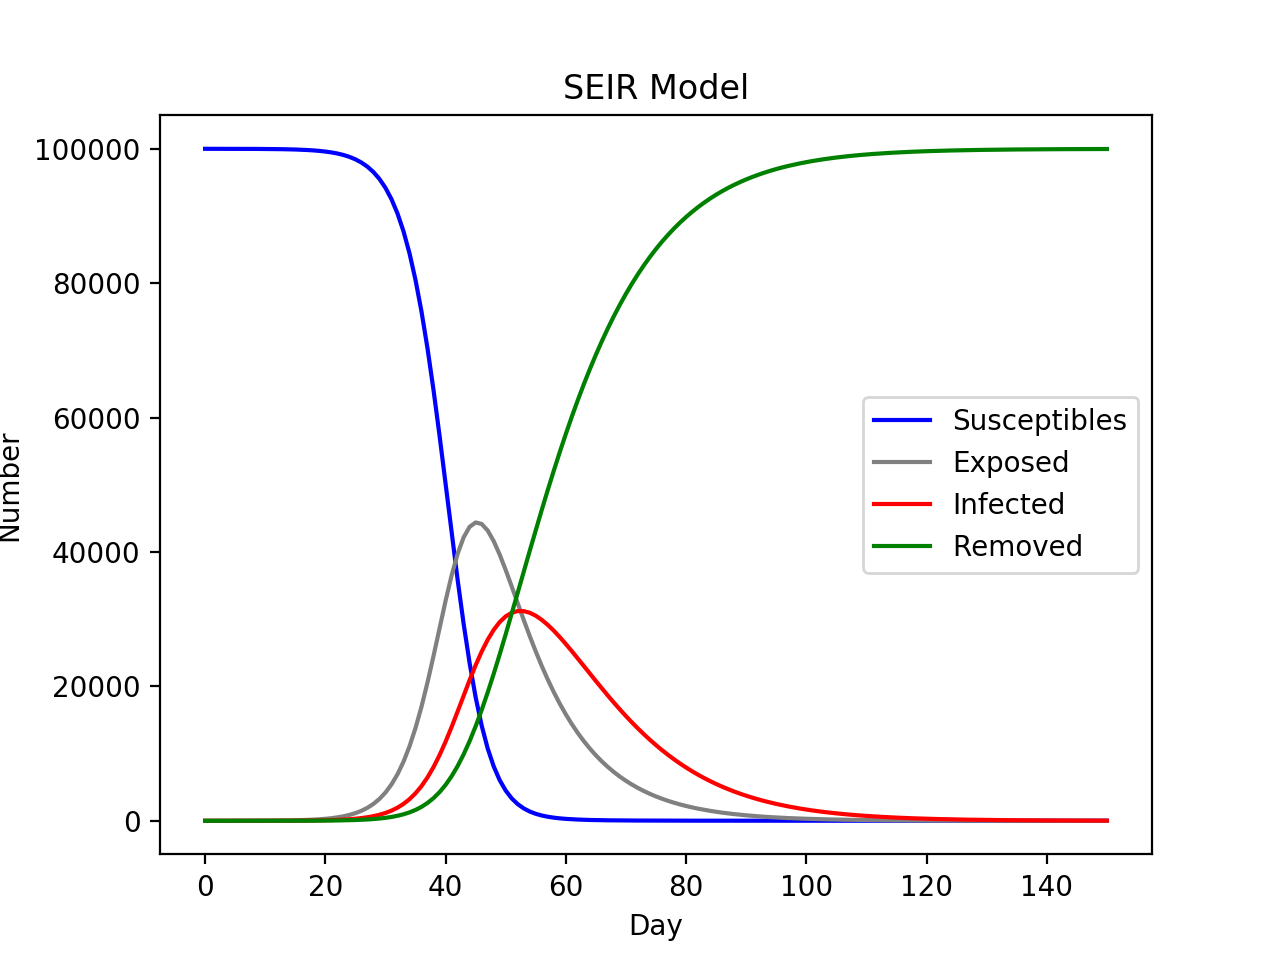 SEIR Model
100000
80000
60000
40000
20000
0
Number
Susceptibles
Exposed
Infected
Removed
0 20 40 60 80 100 120 140
Day